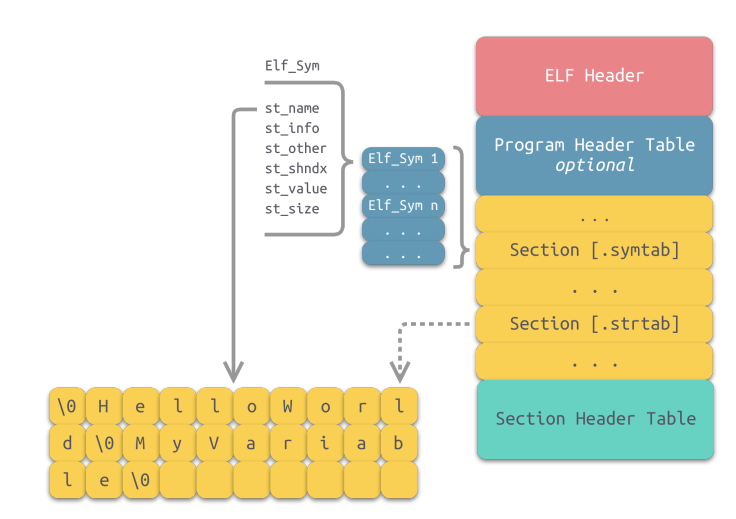 Elf_Sym
st_name
st_info
st_other
st_shndx
st_value
st_size
Elf_Sym 1
. . .
Elf_Sym n
. . .
. . .
ELF Header
Program Header Table
optional
...
Section [.symtab]
. . .
Section [.strtab]
. . .
Section Header Table
\0 H e l l o W o r l
d \0 M y V a r i a b
l e \0